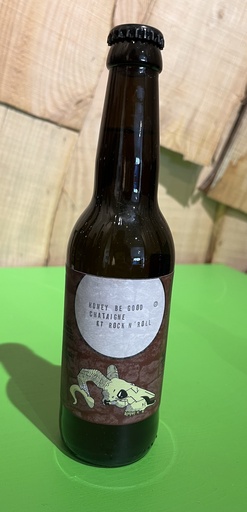 HONEY BE GOOD
CHATAIGNE
ET ROCK N'ROLL